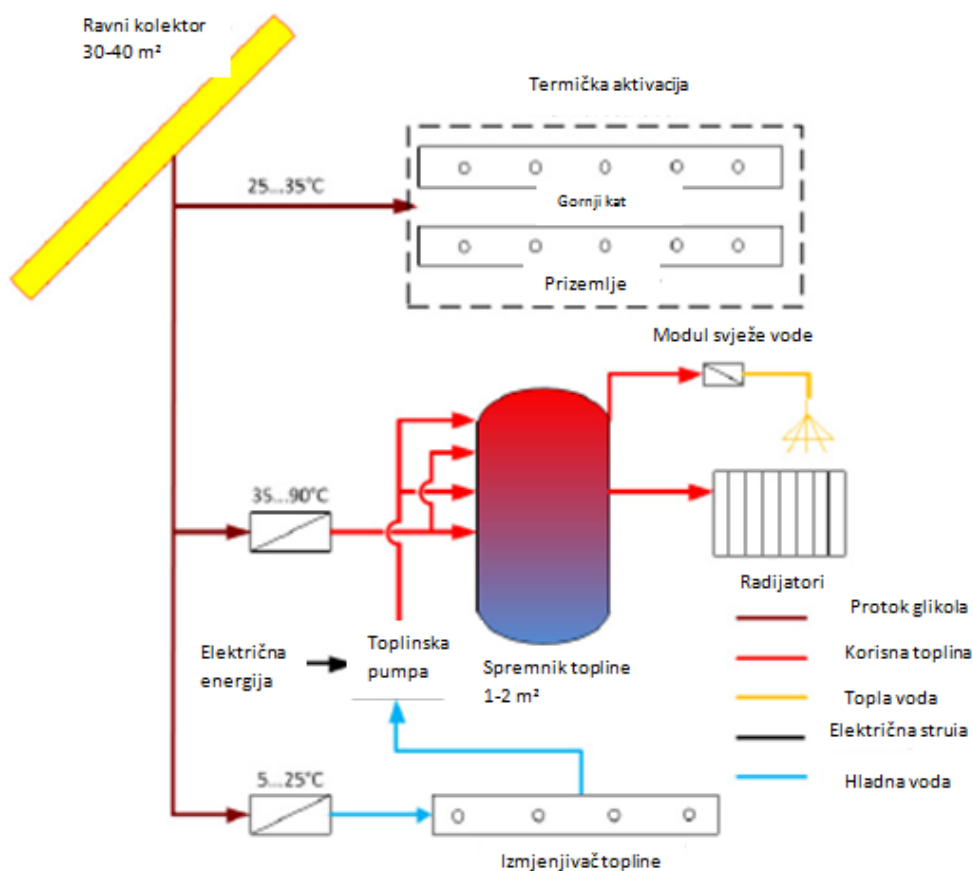 Ravni kolektor
30-40 m²
Termička aktivacija
25...35°C
Gornji kat
Prizemlje
Modul svježe vode
35...90°C
Radijatori
Protok glikola
Električna
energija
Toplinska
pumpa
Spremnik topline
1-2 m²
Korisna toplina
Topla voda
Električna struia
Hladna voda
5...25°C
Izmjenjivač topline